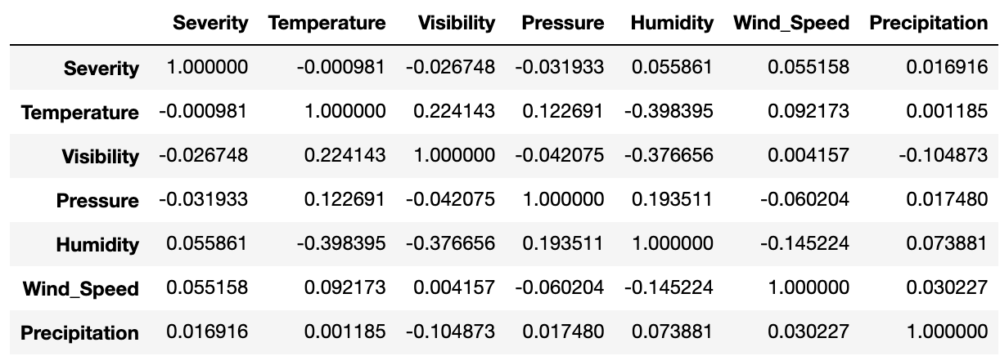 Severity Temperature Visibility Pressure Humidity Wind_Speed Precipitation
Severity 1.000000 -0.000981 -0.026748 -0.031933 0.055861 0.055158 0.016916
Temperature -0.000981 1.000000 0.224143 0.122691 -0.398395 0.092173 0.001185
Visibility -0.026748 0.224143 1.000000 -0.042075 -0.376656 0.004157 -0.104873
Pressure -0.031933 0.122691 -0.042075 1.000000 0.193511 -0.060204 0.017480
Humidity 0.055861 -0.398395 -0.376656 0.193511 1.000000 -0.145224 0.073881
Wind_Speed 0.055158 0.092173 0.004157 -0.060204 -0.145224 1.000000 0.030227
Precipitation 0.016916 0.001185 -0.104873 0.017480 0.073881 0.030227 1.000000